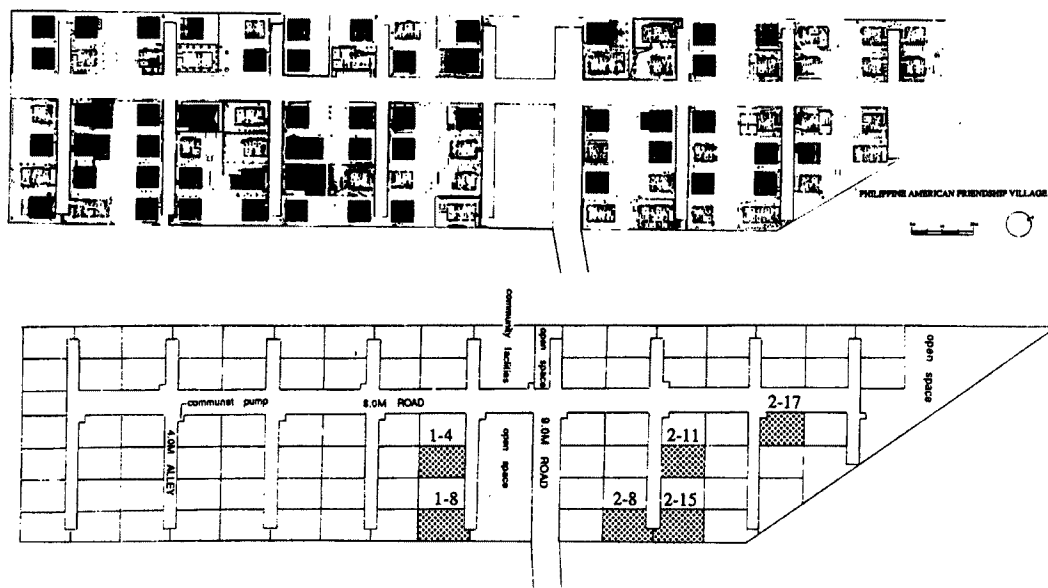 PHILIPPINE AMERICAN FRIENDSHIP VILLAGE
community facilities
open space
open space
communet pump
8.0M ROAD
2-17
4.0M ALLEY
1-4
open space
9.0M ROAD
2-11
1-8
2-8
2-15